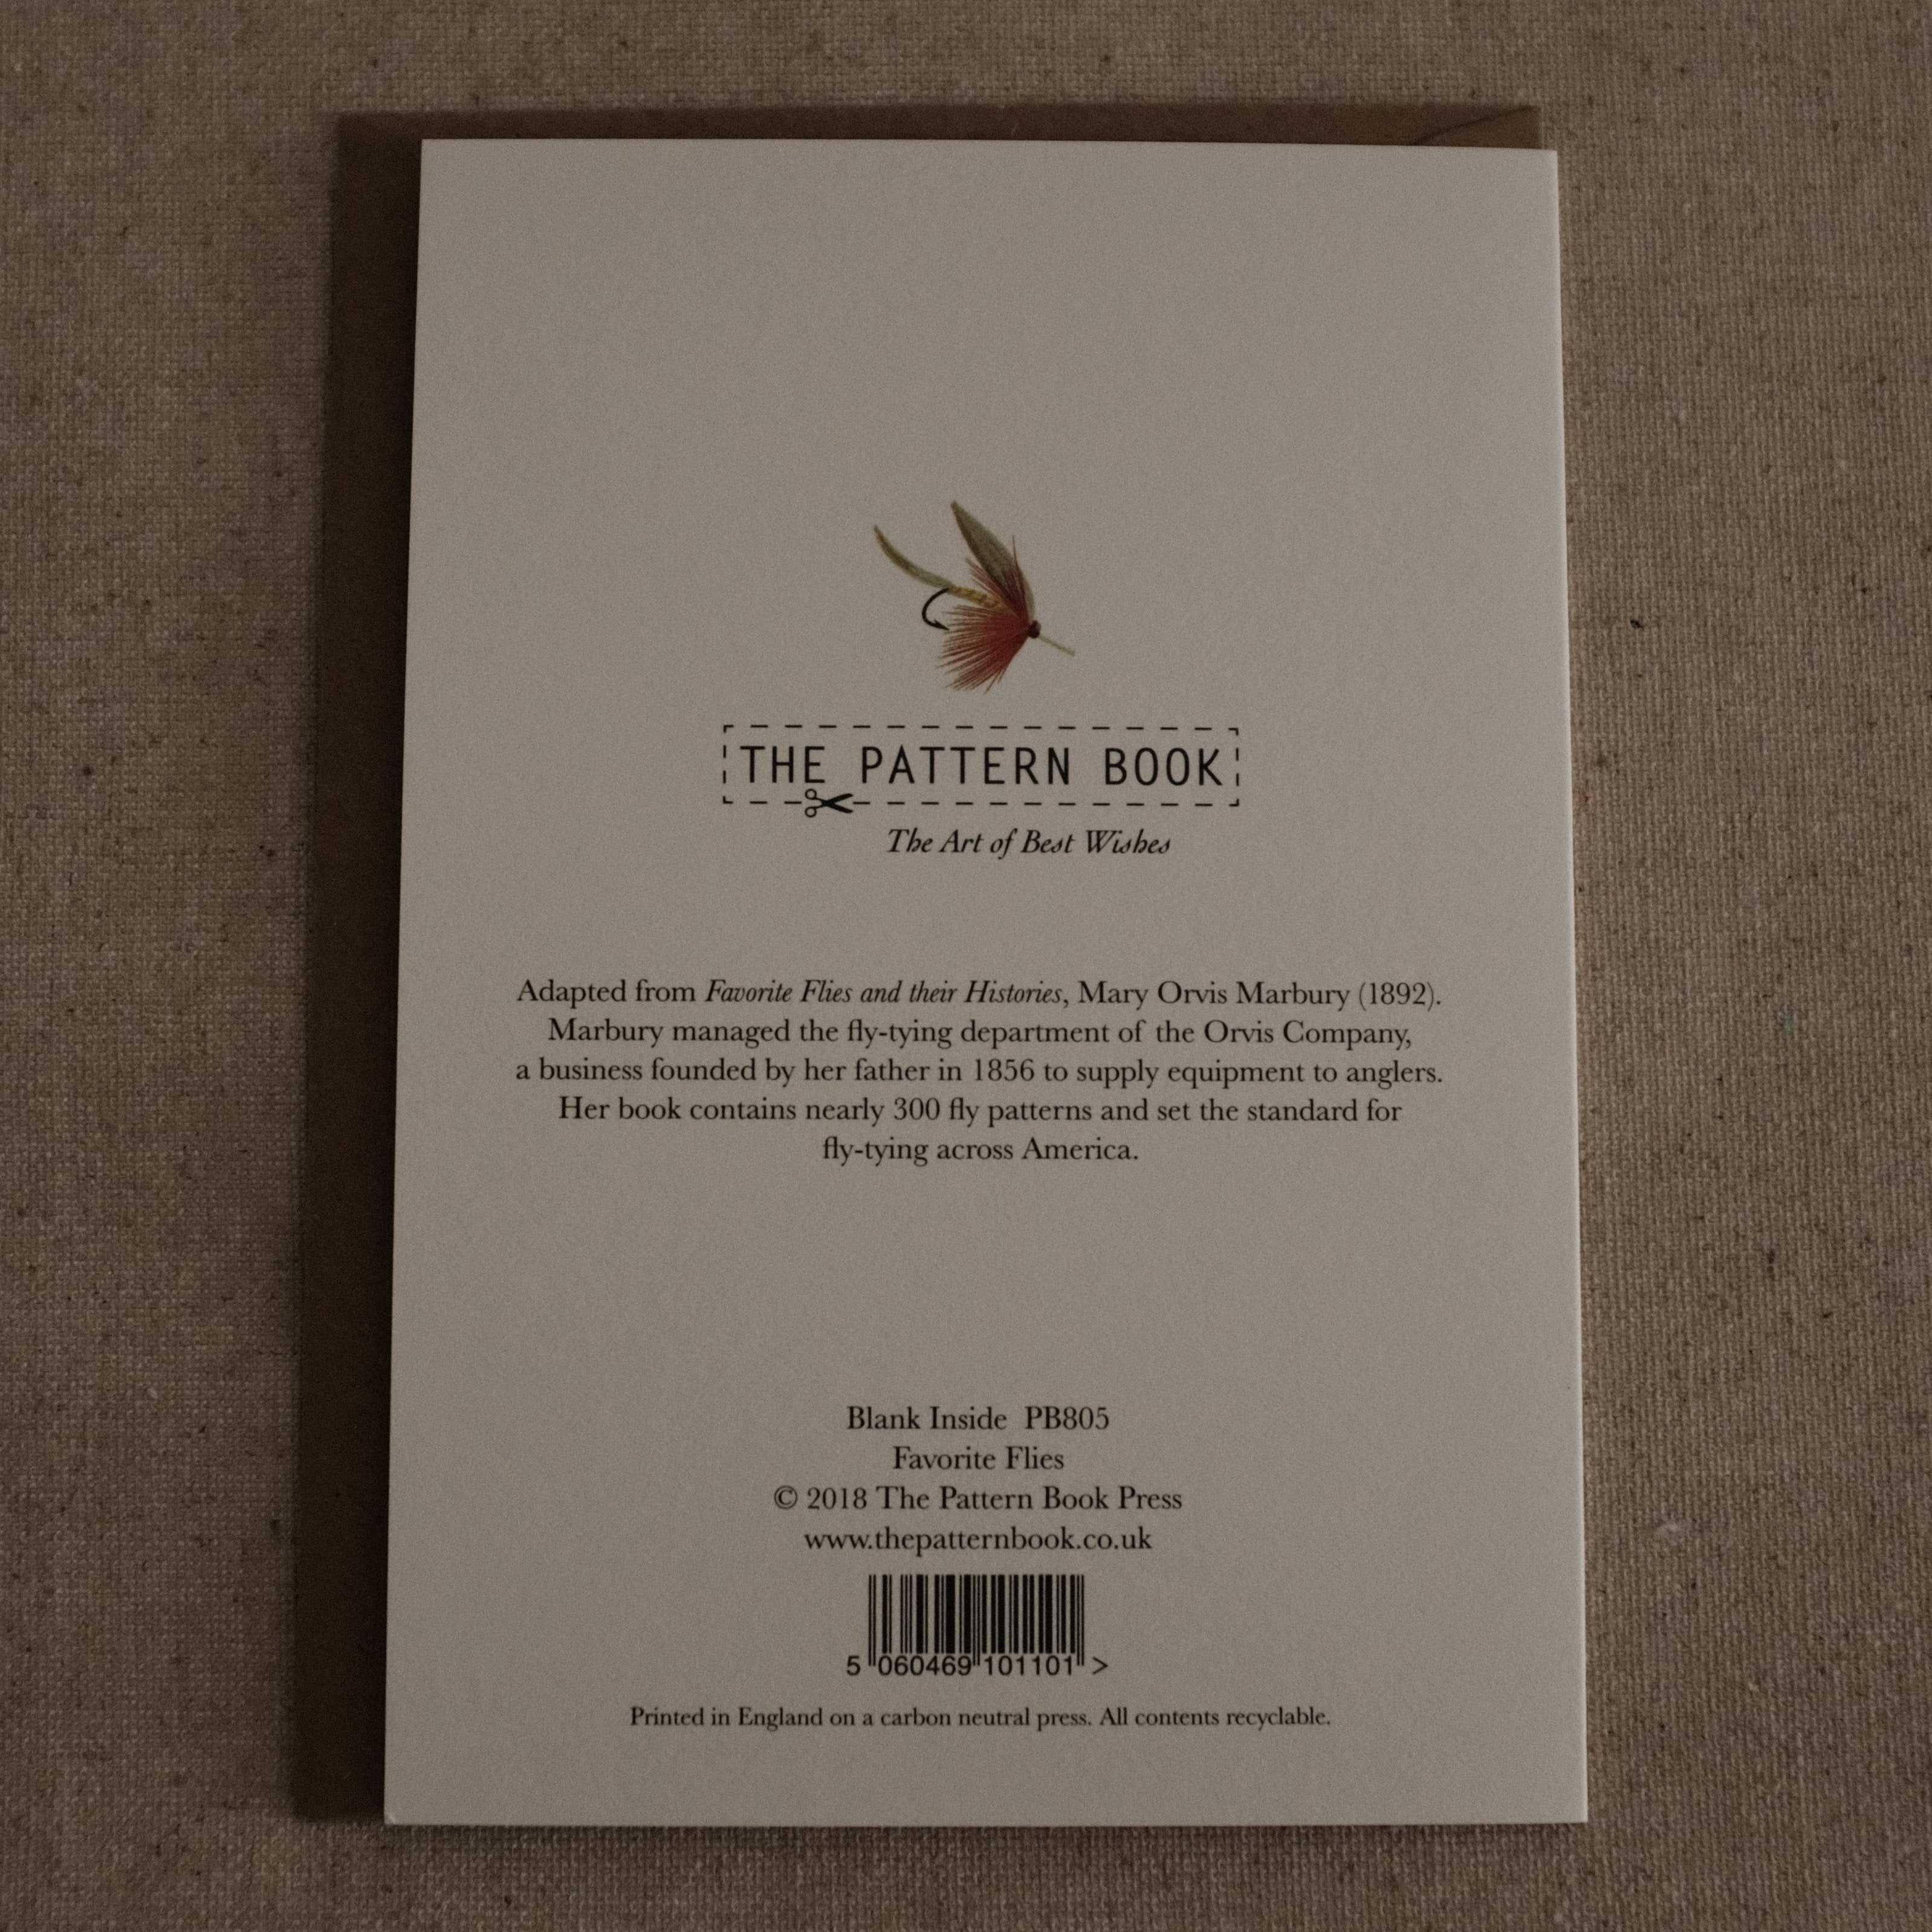 THE PATTERN BOOK
The Art of Best Wishes
Adapted from Favorite Flies and their Histories, Mary Orvis Marbury (1892).
Marbury managed the fly-tying department of the Orvis Company,
a business founded by her father in 1856 to supply equipment to anglers.
Her book contains nearly 300 fly patterns and set the standard for
fly-tying across America.
Blank Inside  PB805
Favorite Flies
© 2018 The Pattern Book Press
www.thepatternbook.co.uk
5 060469 101101 >
Printed in England on a carbon neutral press. All contents recyclable.